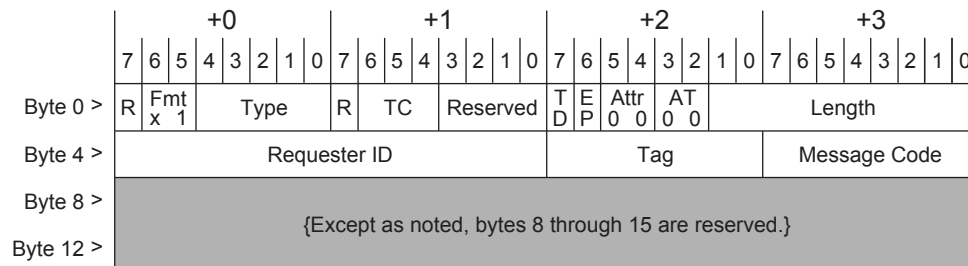 +0 +1 +2 +3
7 6 5 4 3 2 1 0 7 6 5 4 3 2 1 0 7 6 5 4 3 2 1 0 7 6 5 4 3 2 1 0
Byte 0 > R Fmt x 1 Type R TC Reserved T D E P Attr 0 0 AT 0 0 Length
Byte 4 > Requester ID Tag Message Code
Byte 8 >
{Except as noted, bytes 8 through 15 are reserved.}
Byte 12 >